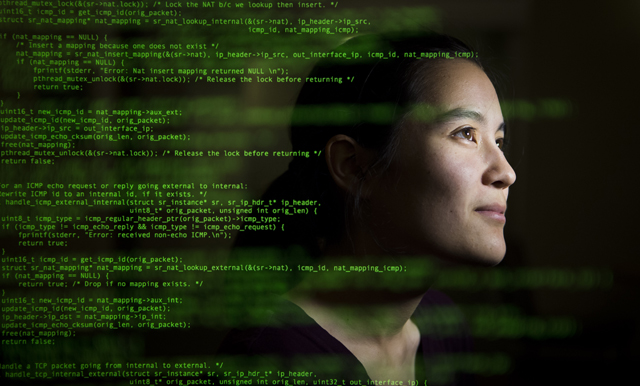 pthread_mutex_lock(&(sr->nat.lock)); /* Lock the NAT b/c we lookup then insert. */
uint16_t icmp_id = get_icmp_id(orig_packet);
struct sr_nat_mapping* nat_mapping = sr_nat_lookup_internal(&(sr->nat), ip_header->ip_src,
icmp_id, nat_mapping_icmp);
if (nat_mapping == NULL) {
/* Insert a mapping because one does not exist */
nat_mapping = sr_nat_insert_mapping(&(sr->nat), ip_header->ip_src, out_interface_ip, icmp_id, nat_mapping_icmp);
if (nat_mapping == NULL) {
fprintf(stderr, "Error: Nat insert mapping returned NULL \n");
pthread_mutex_unlock(&(sr->nat.lock)); /* Release the lock before returning */
return true;
}
}
uint16_t new_icmp_id = nat_mapping->aux_ext;
update_icmp_id(new_icmp_id, orig_packet);
ip_header->ip_src = out_interface_ip;
update_icmp_echo_cksum(orig_len, orig_packet);
free(nat_mapping);
pthread_mutex_unlock(&(sr->nat.lock)); /* Release the lock before returning */
return false;
or an ICMP echo request or reply going external to internal:
Rewrite ICMP id to an internal id, if it exists. */
handle_icmp_external_internal(struct sr_instance* sr, sr_ip_hdr_t* ip_header,
uint8_t* orig_packet, unsigned int orig_len) {
uint8_t icmp_type = icmp_regular_header_ptr(orig_packet)->icmp_type;
if (icmp_type != icmp_echo_reply && icmp_type != icmp_echo_request) {
fprintf(stderr, "Error: received non-echo ICMP.\n");
return true;
}
uint16_t icmp_id = get_icmp_id(orig_packet);
struct sr_nat_mapping* nat_mapping = sr_nat_lookup_external(&(sr->nat), icmp_id, nat_mapping_icmp);
if (nat_mapping == NULL) {
return true; /* Drop if no mapping exists. */
}
uint16_t new_icmp_id = nat_mapping->aux_int;
update_icmp_id(new_icmp_id, orig_packet);
ip_header->ip_dst = nat_mapping->ip_int;
update_icmp_echo_cksum(orig_len, orig_packet);
free(nat_mapping);
return false;
andle a TCP packet going from internal to external. */
handle_tcp_internal_external(struct sr_instance* sr, sr_ip_hdr_t* ip_header,
uint8_t* orig_packet, unsigned int orig_len, uint32_t out_interface_ip) {